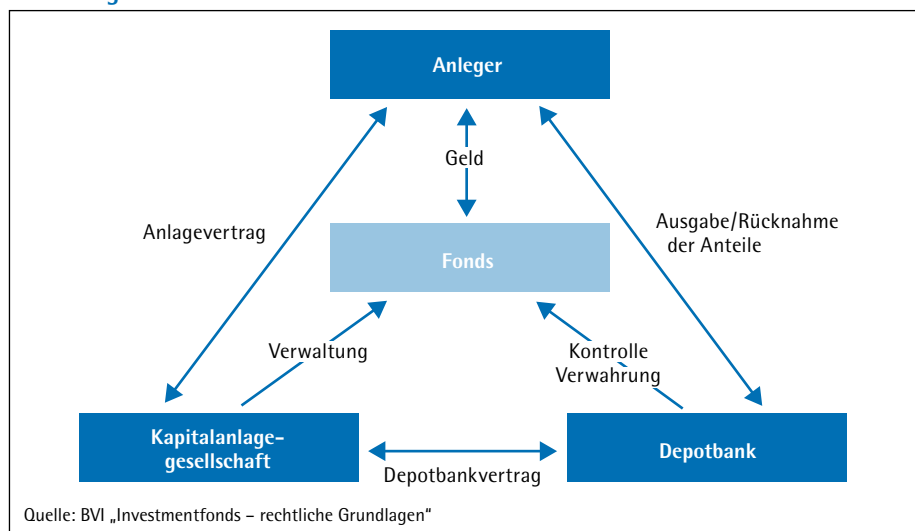 Anleger
Geld
Anlagevertrag
Ausgabe/Rücknahme
der Anteile
Fonds
Verwaltung
Kontrolle
Verwahrung
Kapitalanlage-
gesellschaft
Depotbank
Depotbankvertrag
Quelle: BVI „Investmentfonds – rechtliche Grundlagen“